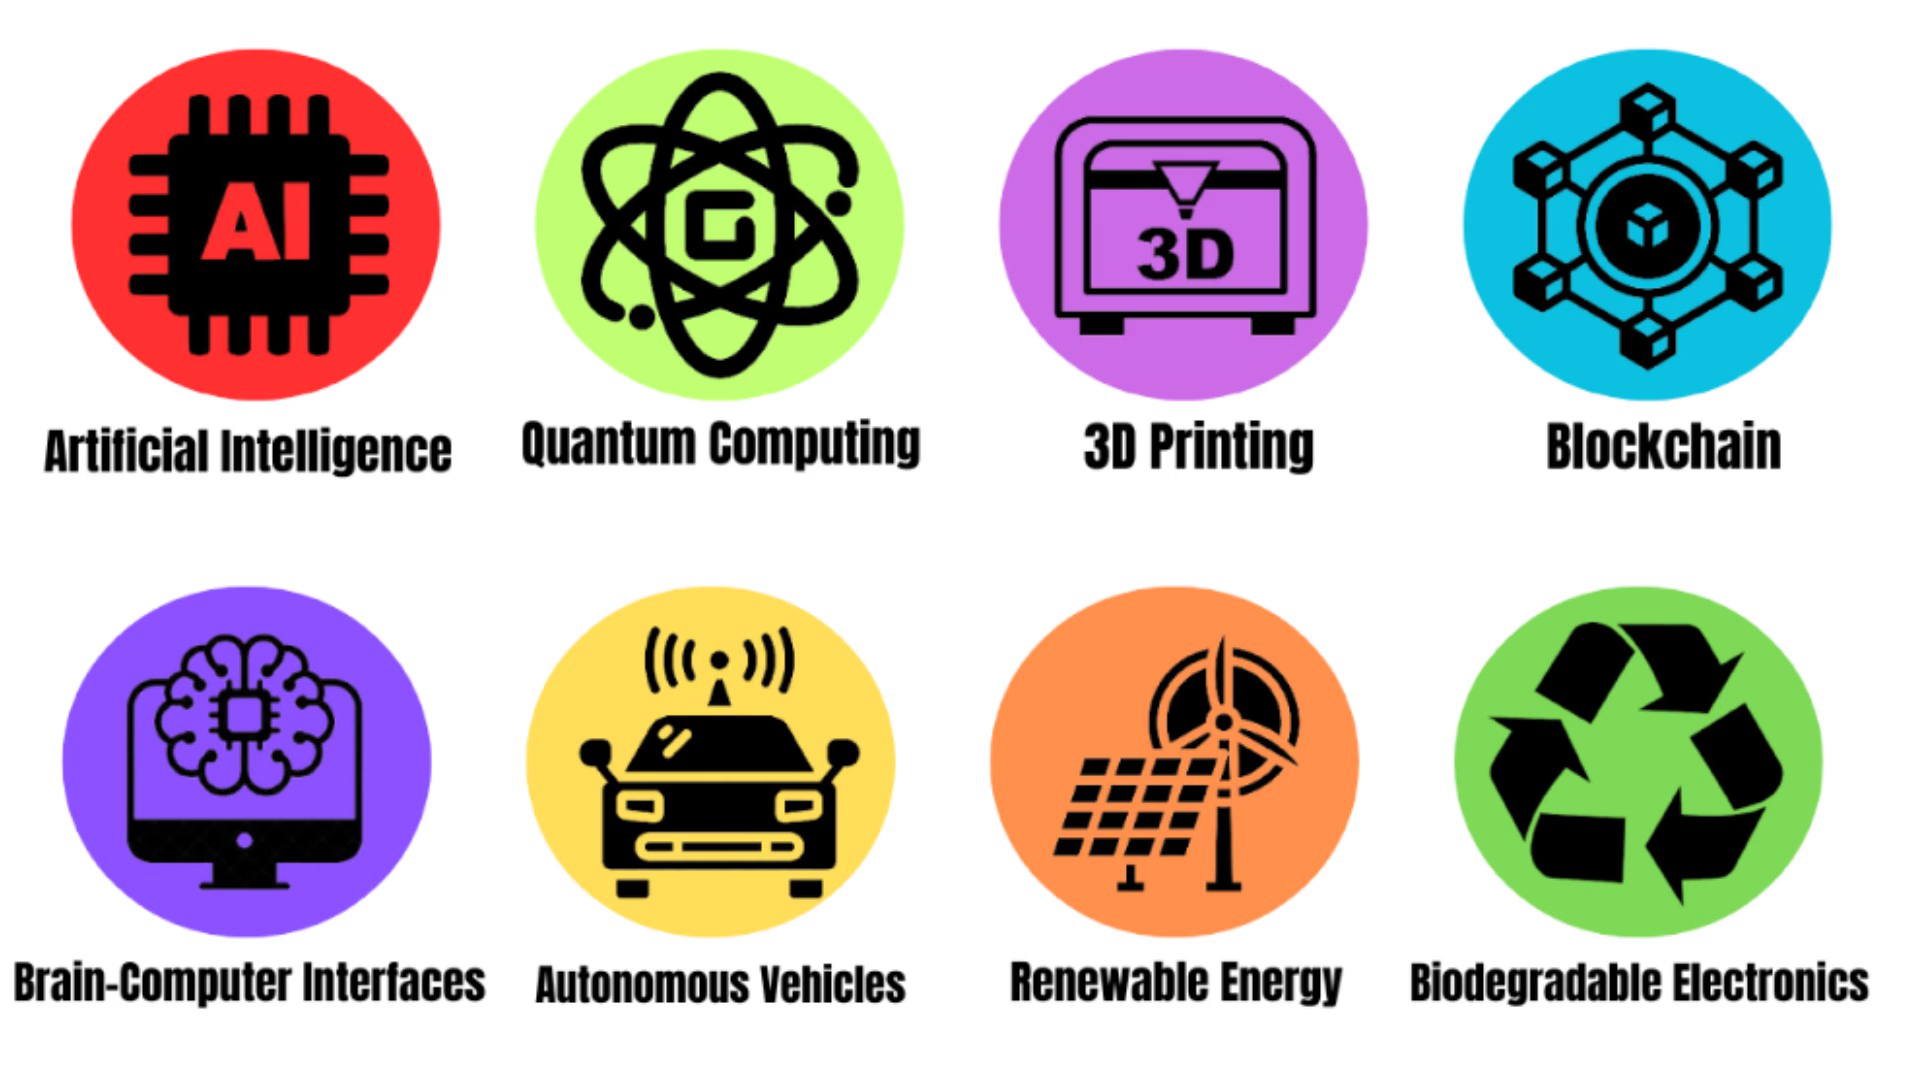 AI
3D
Artificial Intelligence
Quantum Computing
3D Printing
Blockchain
Brain-Computer Interfaces
Autonomous Vehicles
Renewable Energy
Biodegradable Electronics